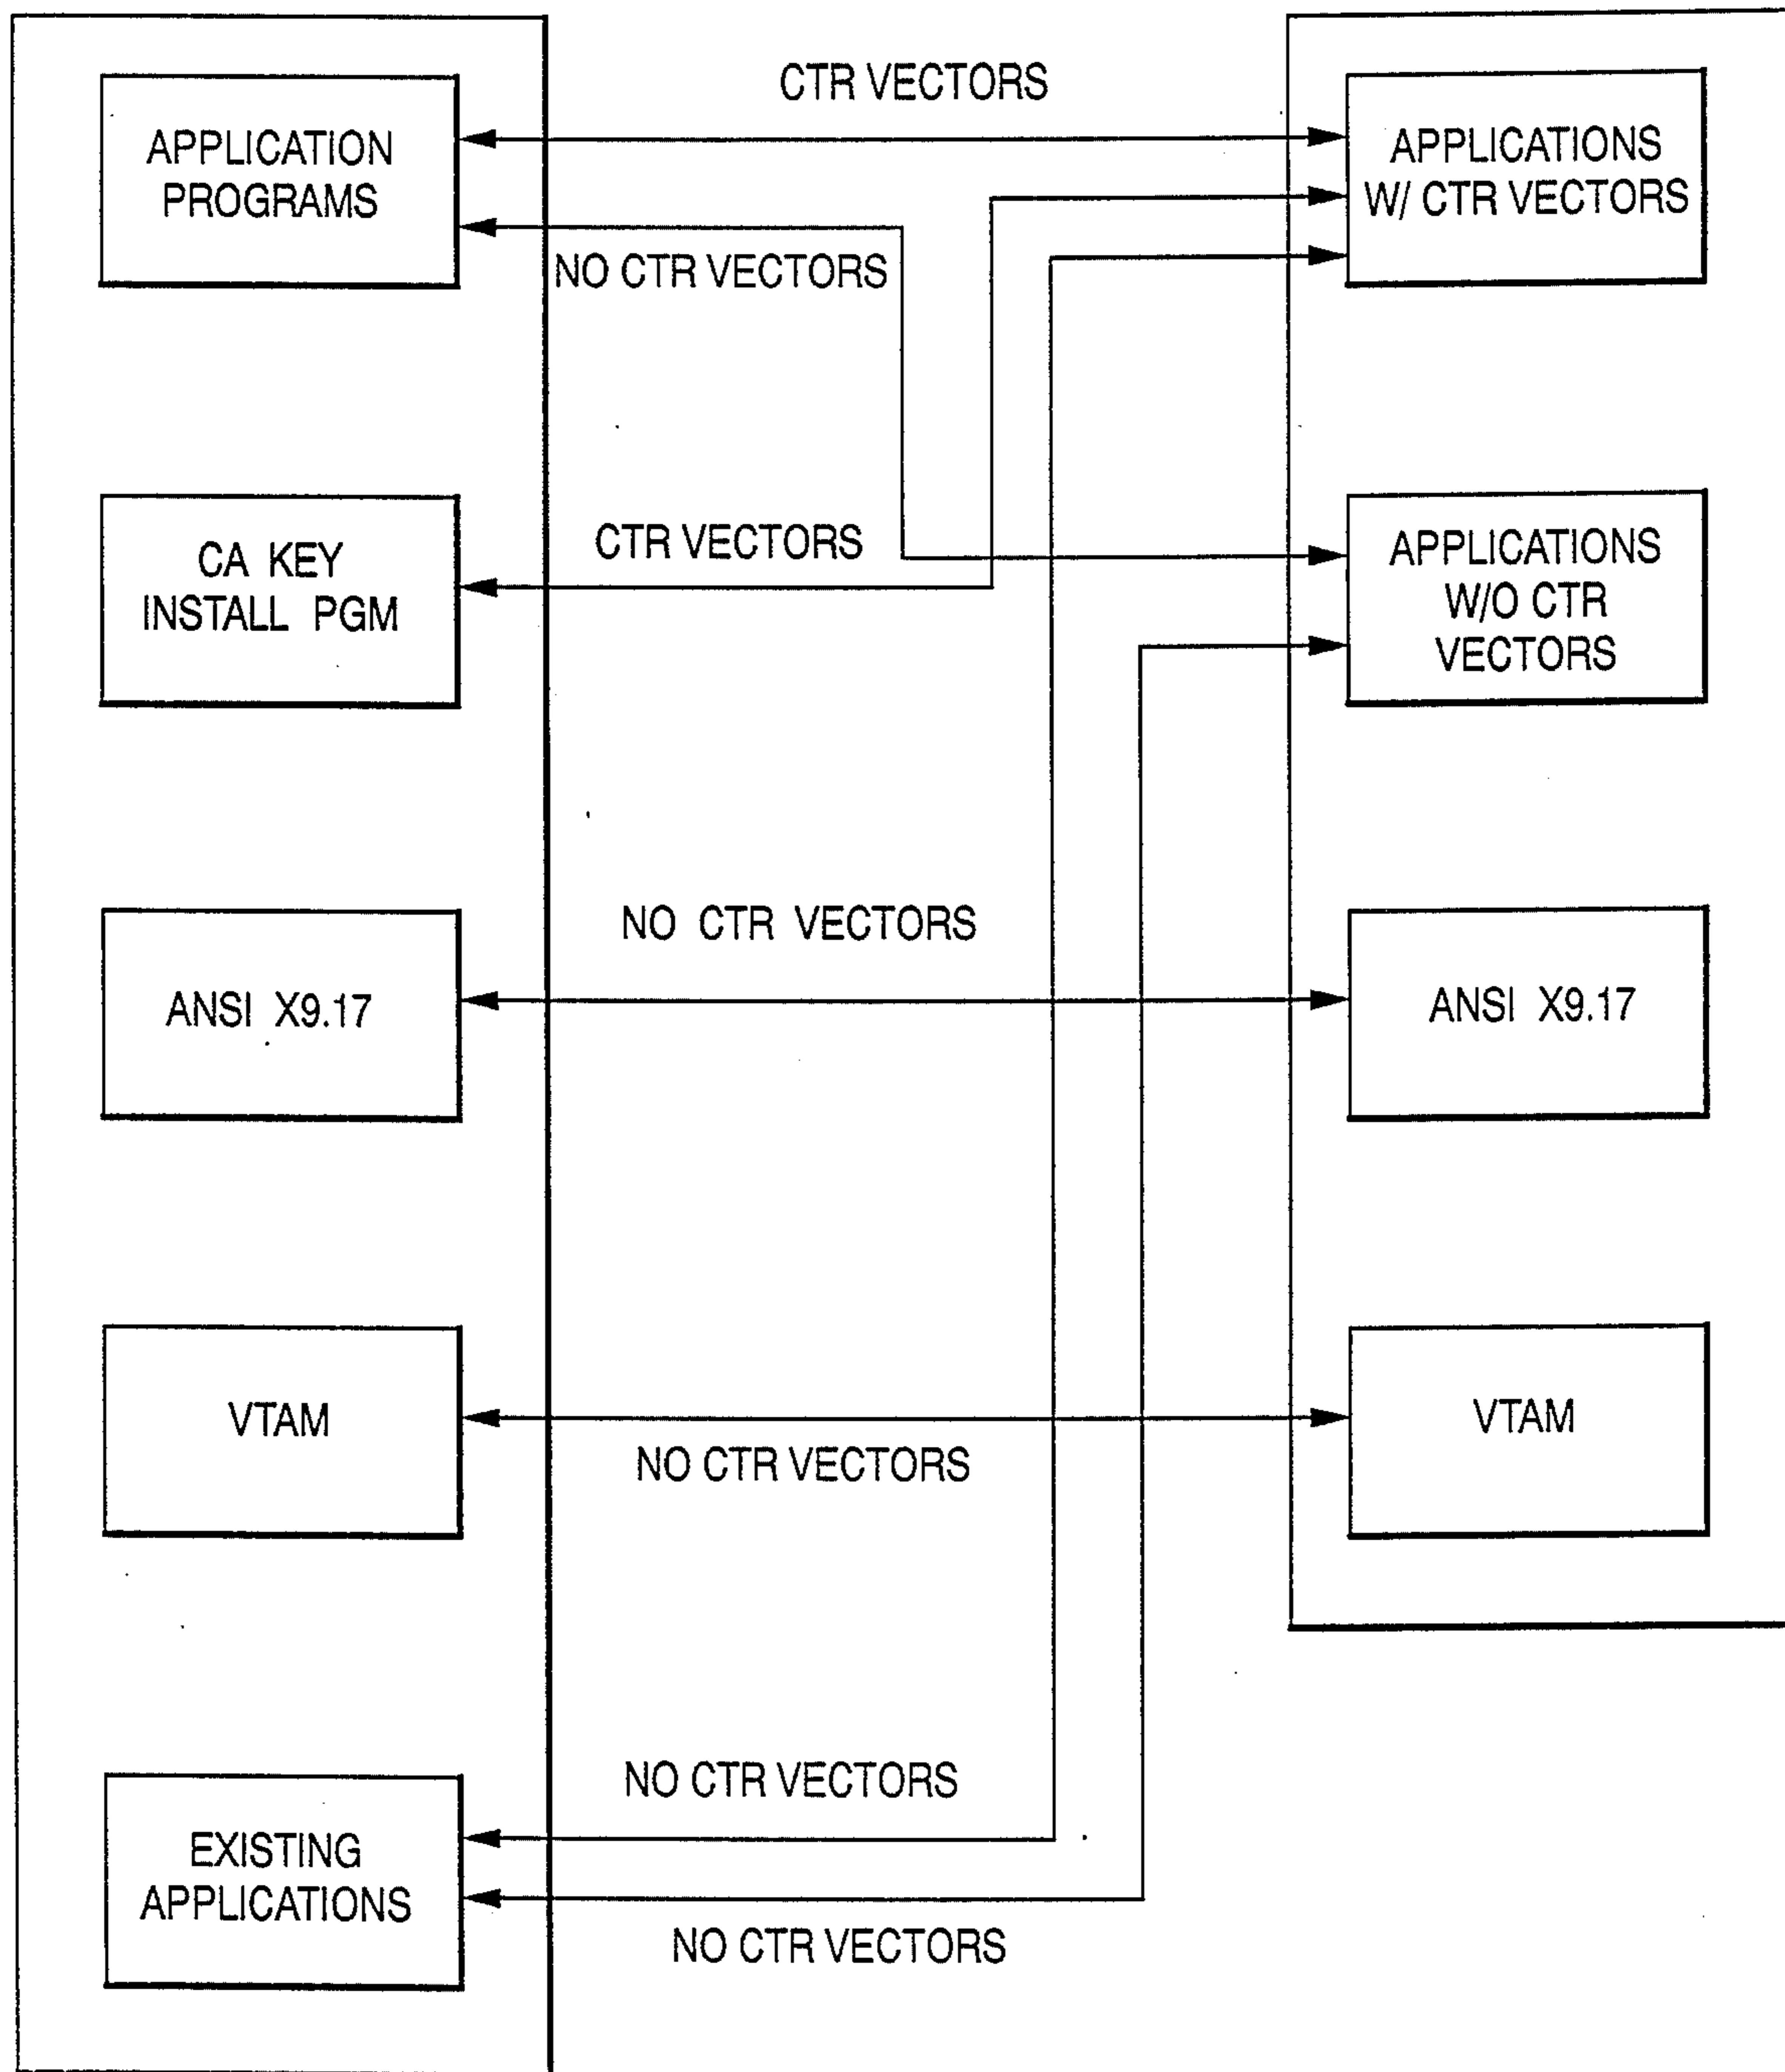 CTR VECTORS
APPLICATION
PROGRAMS
APPLICATIONS
W/ CTR VECTORS
NO CTR VECTORS
CA KEY
INSTALL PGM
CTR VECTORS
APPLICATIONS
W/O CTR
VECTORS
NO CTR VECTORS
ANSI X9.17
ANSI X9.17
VTAM
VTAM
NO CTR VECTORS
NO CTR VECTORS
EXISTING
APPLICATIONS
NO CTR VECTORS